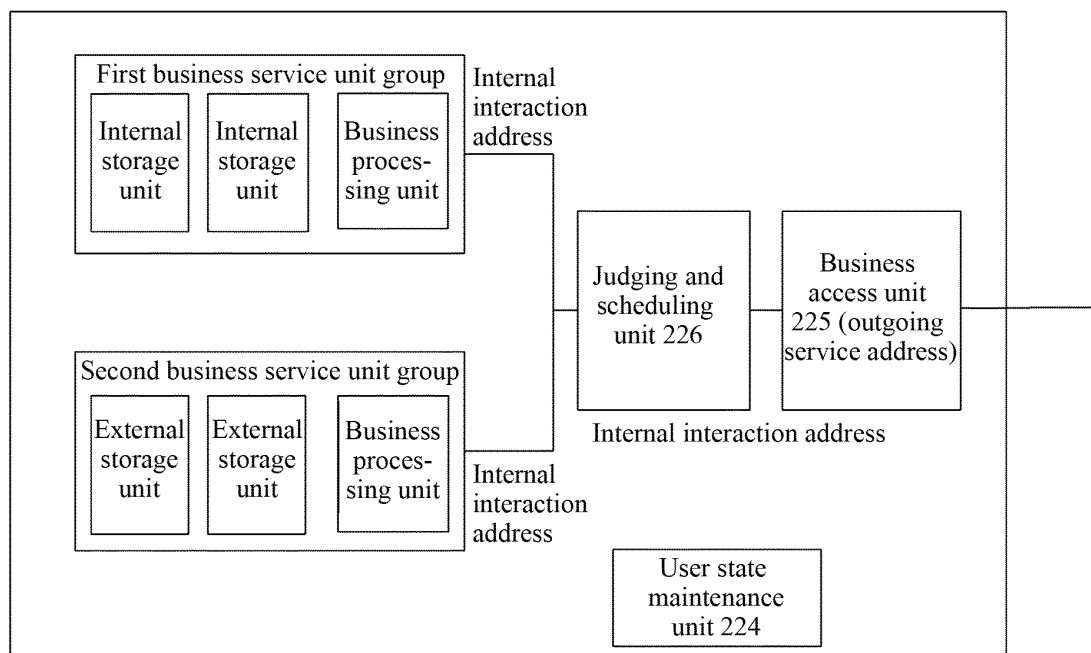 First business service unit group
Internal
storage
unit
Internal
storage
unit
Business
proces-
sing unit
Internal
interaction
address
Judging and
scheduling
unit 226
Business
access unit
225 (outgoing
service address)
Internal interaction address
Second business service unit group
External
storage
unit
External
storage
unit
Business
proces-
sing unit
Internal
interaction
address
User state
maintenance
unit 224